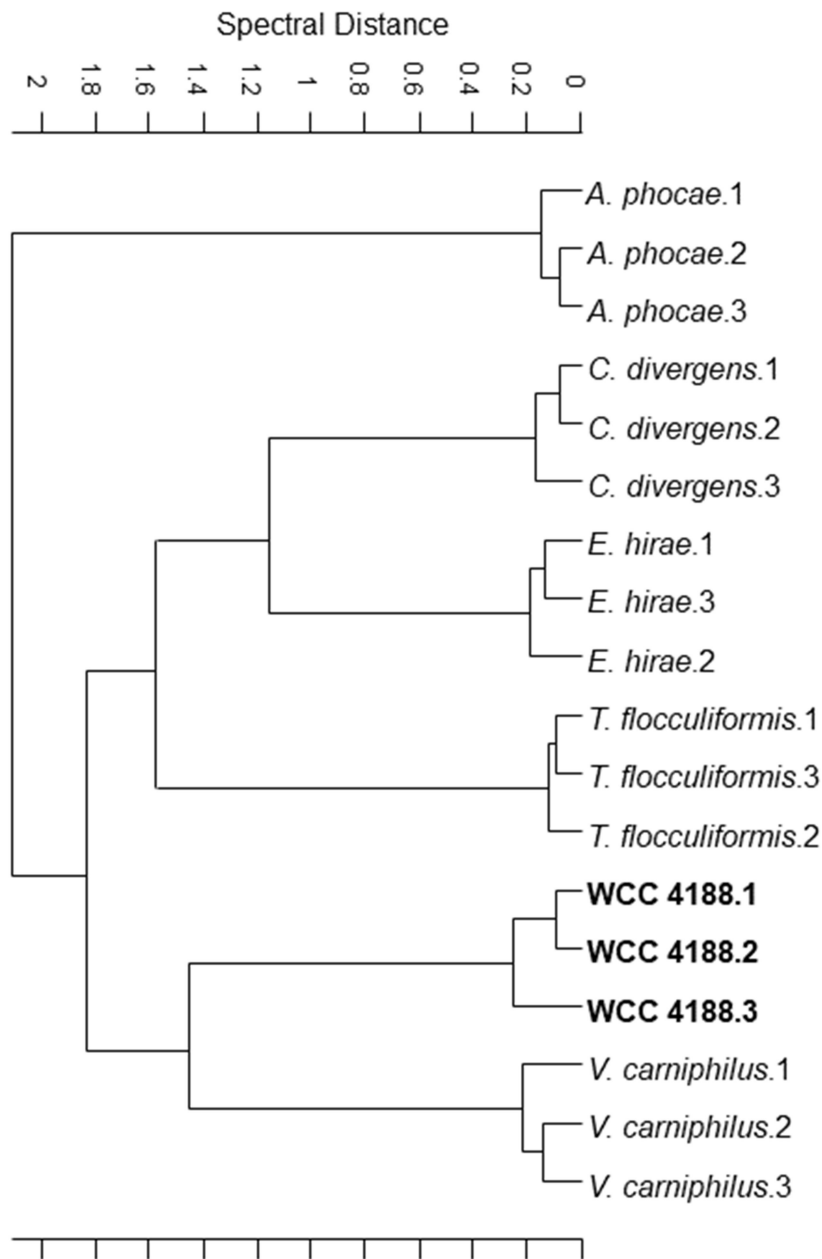 Spectral Distance
2 1.8 1.6 1.4 1.2 1 0.8 0.6 0.4 0.2 0
A. phocae.1
A. phocae.2
A. phocae.3
C. divergens.1
C. divergens.2
C. divergens.3
E. hirae.1
E. hirae.3
E. hirae.2
T. flocculiformis.1
T. flocculiformis.3
T. flocculiformis.2
WCC 4188.1
WCC 4188.2
WCC 4188.3
V. carniphilus.1
V. carniphilus.2
V. carniphilus.3